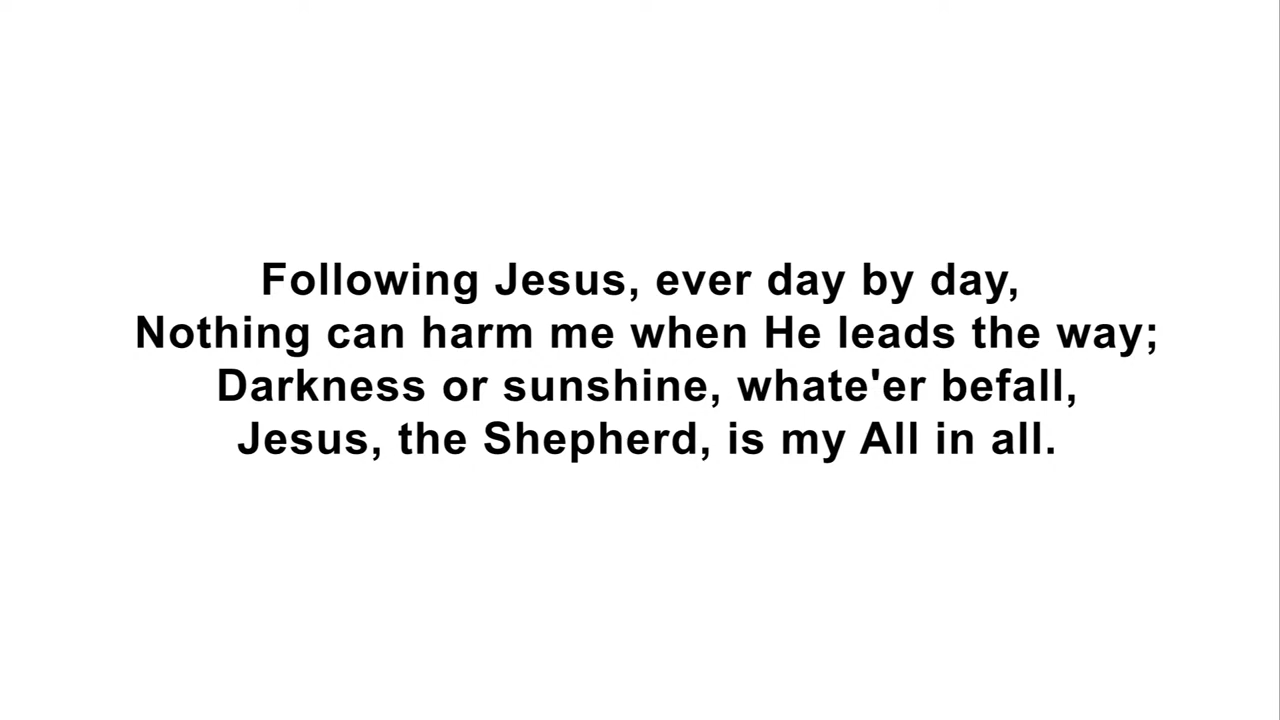 Following Jesus, ever day by day,
Nothing can harm me when He leads the way;
Darkness or sunshine, whate'er befall,
Jesus, the Shepherd, is my All in all.